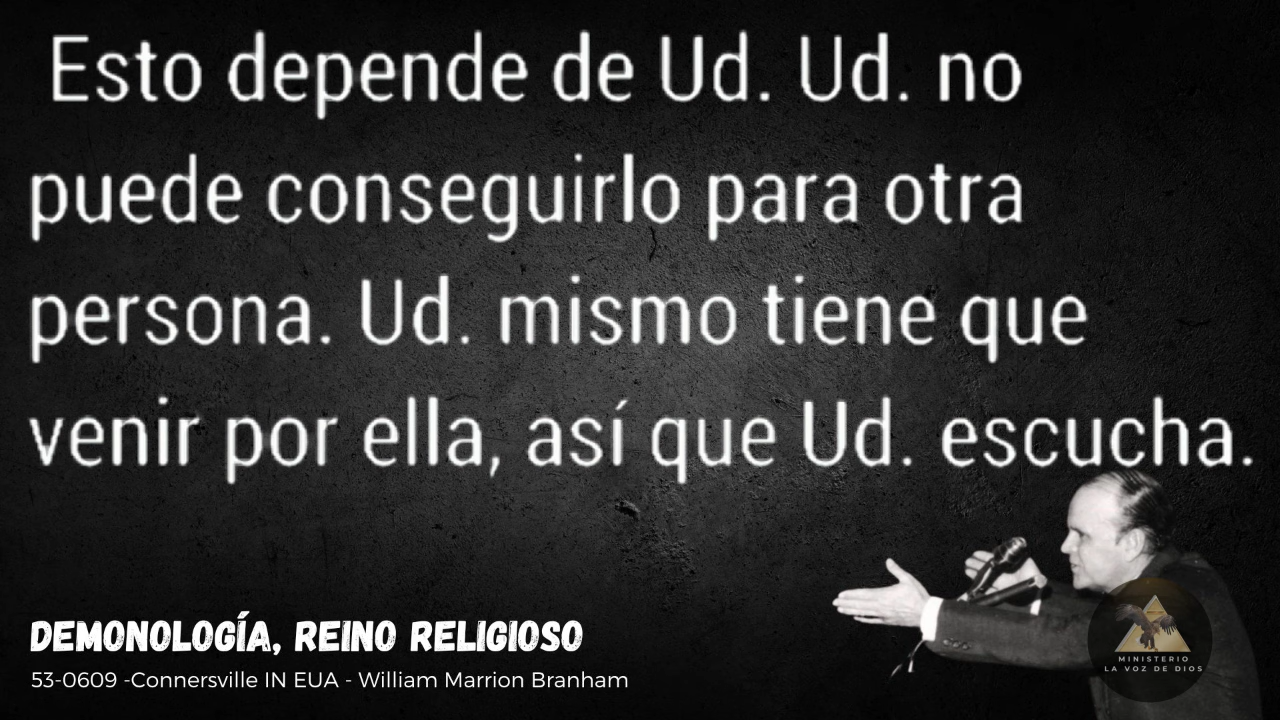 Esto depende de Ud. Ud. no
puede conseguirlo para otra
persona. Ud. mismo tiene que
venir por ella, así que Ud. escucha.
DEMONOLOGÍA, REINO RELIGIOSO
53-0609 -Connersville IN EUA - William Marrion Branham
MINISTERIO
LA VOZ DE DIOS